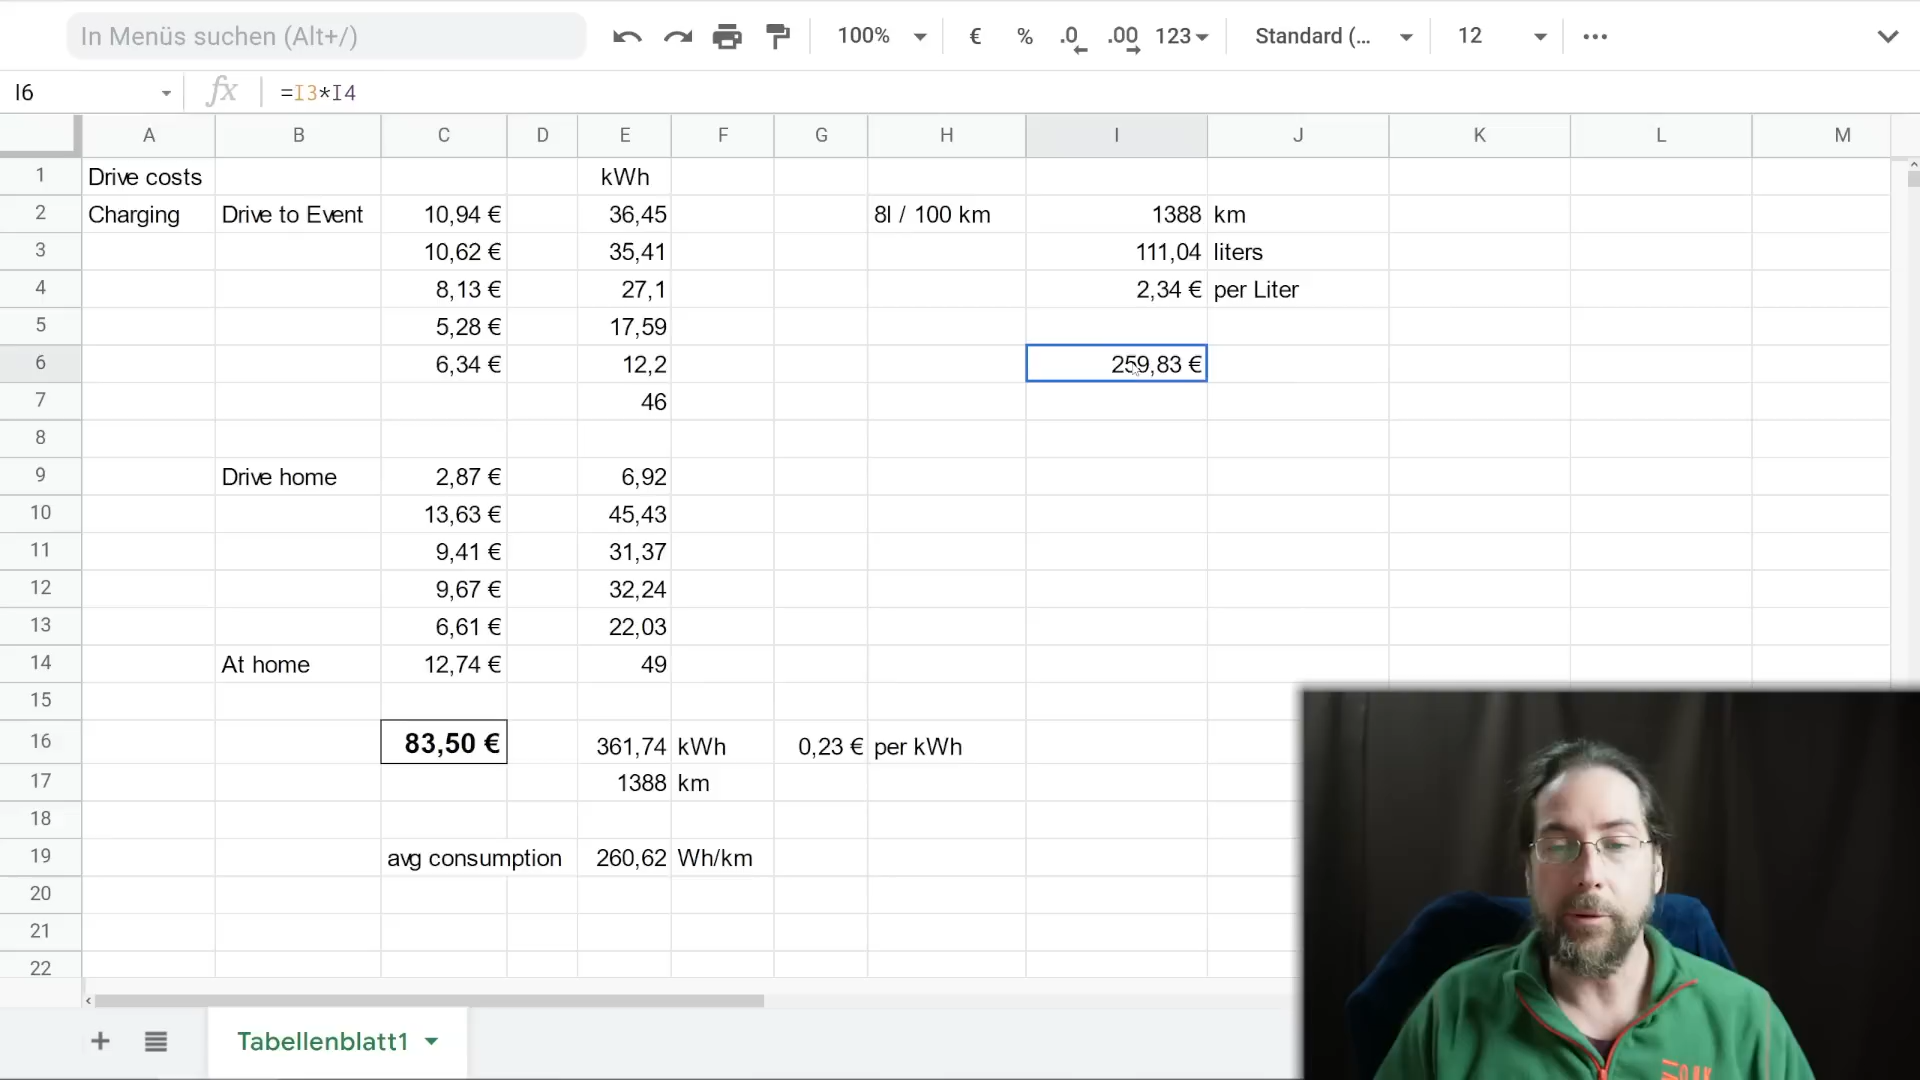 In Menüs suchen (Alt+/)
100%
€
%
.0
.00
123
Standard (...
12
I6
fx
=I3*I4
A B C D E F G H I J K L M
1 Drive costs kWh
2 Charging Drive to Event 10,94 € 36,45 8l / 100 km 1388 km
3 10,62 € 35,41 111,04 liters
4 8,13 € 27,1 2,34 € per Liter
5 5,28 € 17,59
6 6,34 € 12,2 259,83 €
7 46
8
9 Drive home 2,87 € 6,92
10 13,63 € 45,43
11 9,41 € 31,37
12 9,67 € 32,24
13 6,61 € 22,03
14 At home 12,74 € 49
15
16 83,50 € 361,74 kWh 0,23 € per kWh
17 1388 km
18
19 avg consumption 260,62 Wh/km
20
21
22
Tabellenblatt1